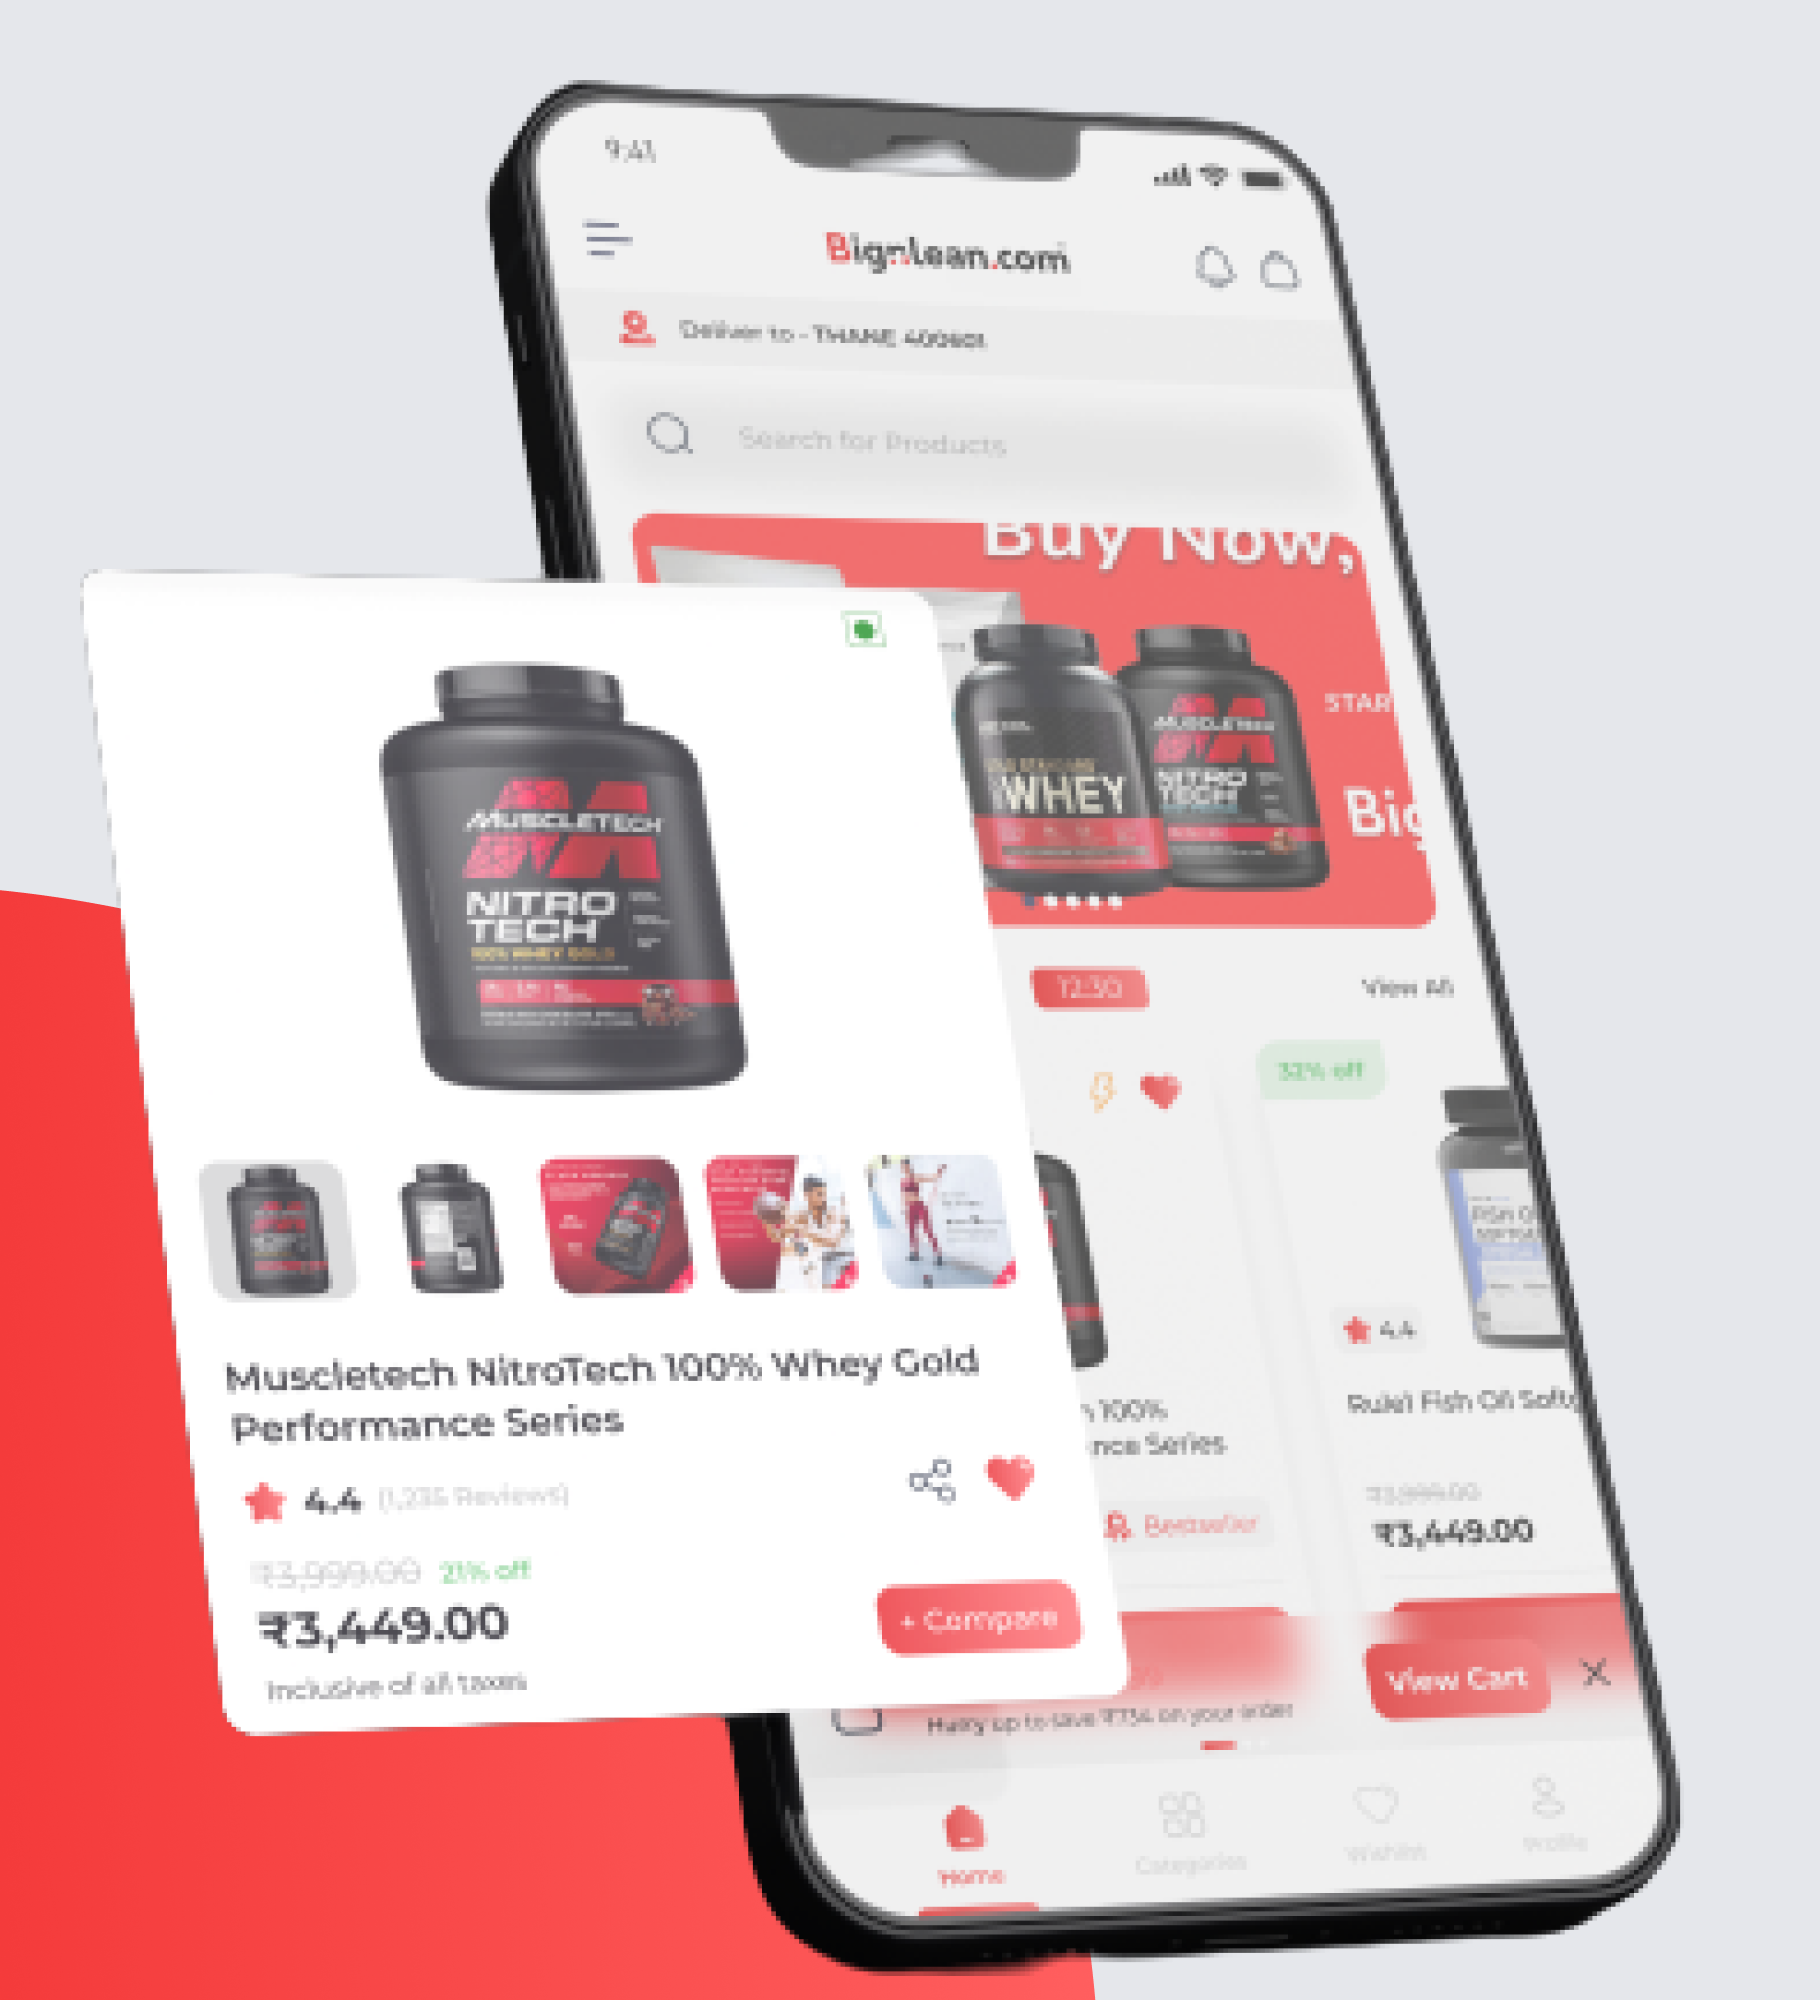 9:41
Bignlean.com
Deliver to - THANE 400601
Search for Products
Buy Now,
STAR
Big
WHEY
MUSCLETECH
NITRO
TECH
12:30
View All
32% off
4.4
FISH O
Rule1 Fish Oil Softg
₹3,999.00
₹3,449.00
100%
nce Series
Bestseller
View Cart
Hurry up to save ₹734 on your order
Home
Categories
Wishlist
Profile
MUSCLETECH
NITRO
TECH
100% WHEY GOLD
Muscletech NitroTech 100% Whey Gold
Performance Series
4.4 (1,235 Reviews)
₹3,999.00 21% off
₹3,449.00
+ Compare
Inclusive of all taxes